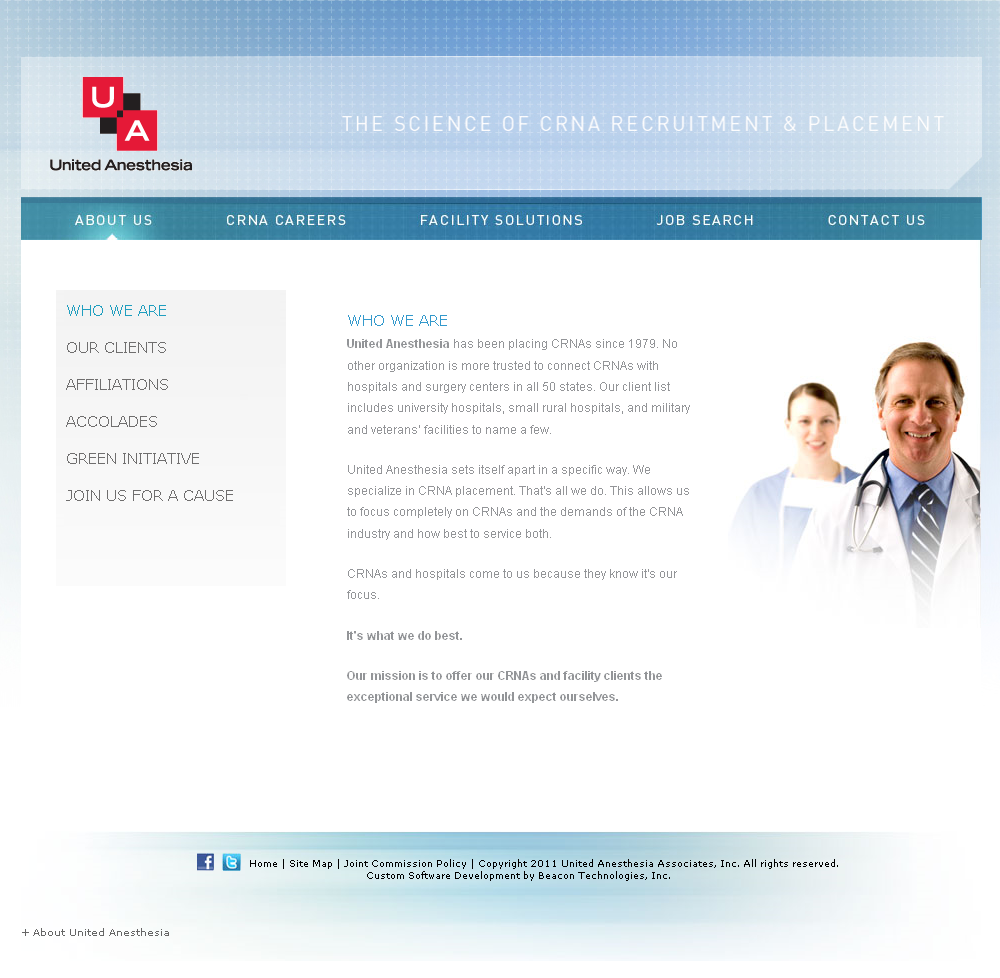 U
A
United Anesthesia
THE SCIENCE OF CRNA RECRUITMENT & PLACEMENT
ABOUT US CRNA CAREERS FACILITY SOLUTIONS JOB SEARCH CONTACT US
WHO WE ARE
OUR CLIENTS
AFFILIATIONS
ACCOLADES
GREEN INITIATIVE
JOIN US FOR A CAUSE
WHO WE ARE
United Anesthesia has been placing CRNAs since 1979. No
other organization is more trusted to connect CRNAs with
hospitals and surgery centers in all 50 states. Our client list
includes university hospitals, small rural hospitals, and military
and veterans' facilities to name a few.
United Anesthesia sets itself apart in a specific way. We
specialize in CRNA placement. That's all we do. This allows us
to focus completely on CRNAs and the demands of the CRNA
industry and how best to service both.
CRNAs and hospitals come to us because they know it's our
focus.
It's what we do best.
Our mission is to offer our CRNAs and facility clients the
exceptional service we would expect ourselves.
Home | Site Map | Joint Commission Policy | Copyright 2011 United Anesthesia Associates, Inc. All rights reserved.
Custom Software Development by Beacon Technologies, Inc.
+ About United Anesthesia